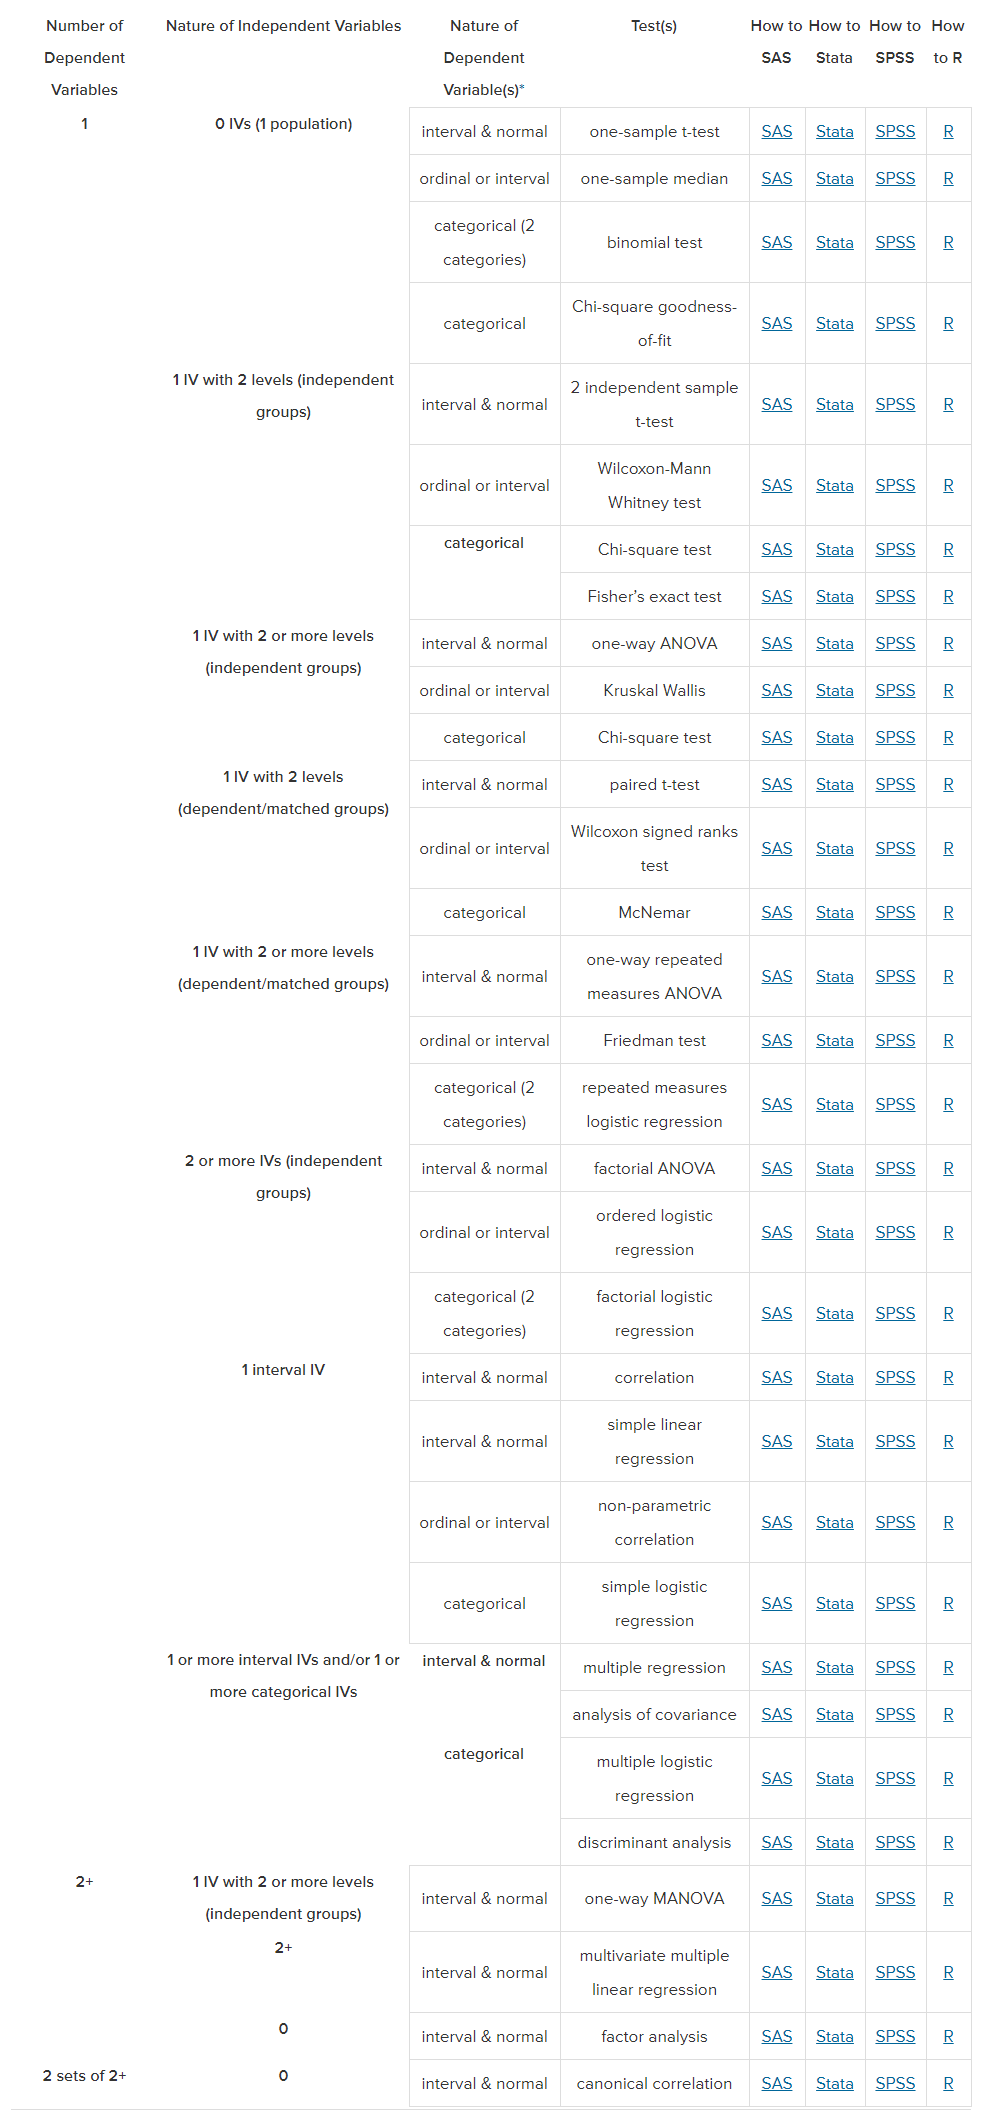 Number of Dependent Variables	Nature of Independent Variables	Nature of Dependent Variable(s)*	Test(s)	How to SAS	How to Stata	How to SPSS	How to R
1	0 IVs (1 population)	interval & normal	one-sample t-test	SAS	Stata	SPSS	R
ordinal or interval	one-sample median	SAS	Stata	SPSS	R
categorical (2 categories)	binomial test	SAS	Stata	SPSS	R
categorical	Chi-square goodness-of-fit	SAS	Stata	SPSS	R
1 IV with 2 levels (independent groups)	interval & normal	2 independent sample t-test	SAS	Stata	SPSS	R
ordinal or interval	Wilcoxon-Mann Whitney test	SAS	Stata	SPSS	R
categorical	Chi-square test	SAS	Stata	SPSS	R
Fisher’s exact test	SAS	Stata	SPSS	R
1 IV with 2 or more levels (independent groups)	interval & normal	one-way ANOVA	SAS	Stata	SPSS	R
ordinal or interval	Kruskal Wallis	SAS	Stata	SPSS	R
categorical	Chi-square test	SAS	Stata	SPSS	R
1 IV with 2 levels (dependent/matched groups)	interval & normal	paired t-test	SAS	Stata	SPSS	R
ordinal or interval	Wilcoxon signed ranks test	SAS	Stata	SPSS	R
categorical	McNemar	SAS	Stata	SPSS	R
1 IV with 2 or more levels (dependent/matched groups)	interval & normal	one-way repeated measures ANOVA	SAS	Stata	SPSS	R
ordinal or interval	Friedman test	SAS	Stata	SPSS	R
categorical (2 categories)	repeated measures logistic regression	SAS	Stata	SPSS	R
2 or more IVs (independent groups)	interval & normal	factorial ANOVA	SAS	Stata	SPSS	R
ordinal or interval	ordered logistic regression	SAS	Stata	SPSS	R
categorical (2 categories)	factorial logistic regression	SAS	Stata	SPSS	R
1 interval IV	interval & normal	correlation	SAS	Stata	SPSS	R
interval & normal	simple linear regression	SAS	Stata	SPSS	R
ordinal or interval	non-parametric correlation	SAS	Stata	SPSS	R
categorical	simple logistic regression	SAS	Stata	SPSS	R
1 or more interval IVs and/or 1 or more categorical IVs	interval & normal	multiple regression	SAS	Stata	SPSS	R
analysis of covariance	SAS	Stata	SPSS	R
categorical	multiple logistic regression	SAS	Stata	SPSS	R
discriminant analysis	SAS	Stata	SPSS	R
2+	1 IV with 2 or more levels (independent groups)	interval & normal	one-way MANOVA	SAS	Stata	SPSS	R
2+	interval & normal	multivariate multiple linear regression	SAS	Stata	SPSS	R
0	interval & normal	factor analysis	SAS	Stata	SPSS	R
2 sets of 2+	0	interval & normal	canonical correlation	SAS	Stata	SPSS	R